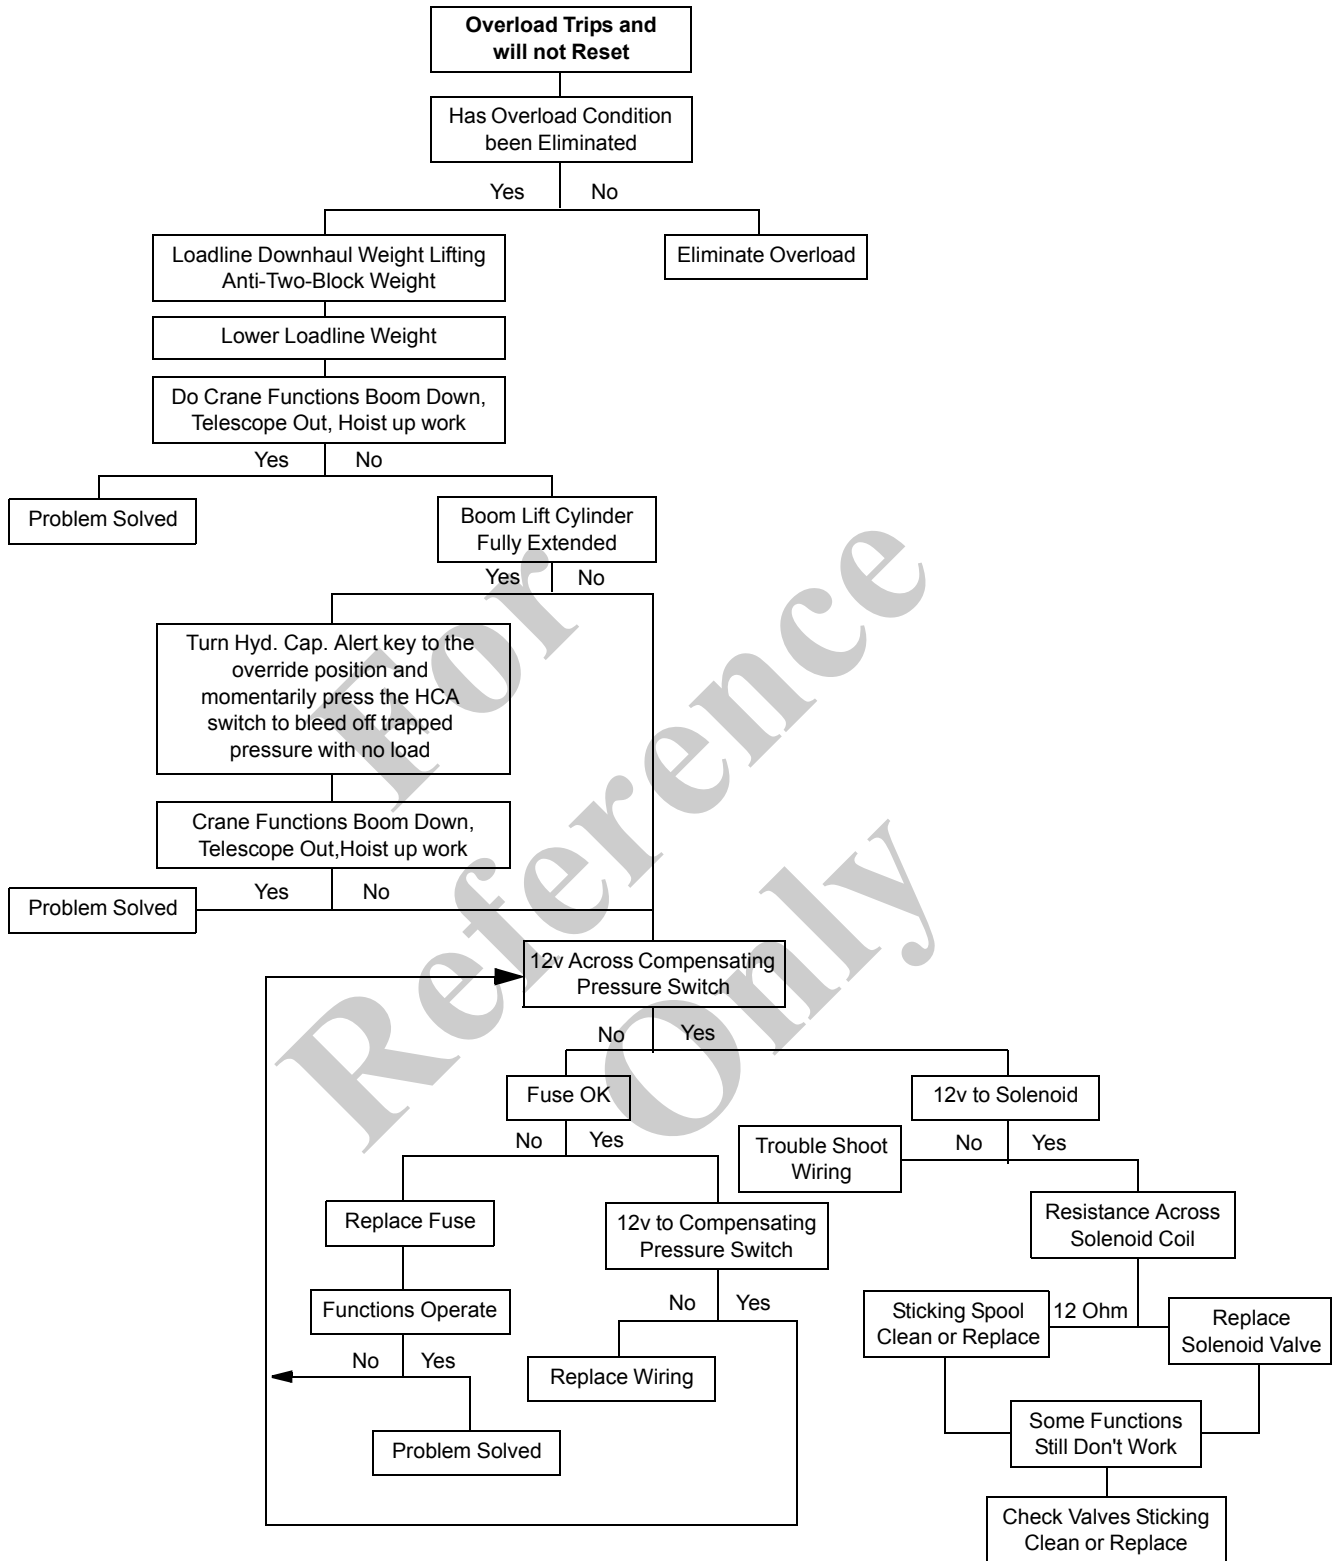 Overload Trips and
will not Reset
Has Overload Condition
been Eliminated
Yes No
Loadline Downhaul Weight Lifting
Anti-Two-Block Weight
Eliminate Overload
Lower Loadline Weight
Do Crane Functions Boom Down,
Telescope Out, Hoist up work
Yes No
Problem Solved
Boom Lift Cylinder
Fully Extended
Yes No
Turn Hyd. Cap. Alert key to the
override position and
momentarily press the HCA
switch to bleed off trapped
pressure with no load
Crane Functions Boom Down,
Telescope Out,Hoist up work
Yes No
Problem Solved
12v Across Compensating
Pressure Switch
No Yes
Fuse OK
12v to Solenoid
No Yes
Trouble Shoot
Wiring
No Yes
Replace Fuse
12v to Compensating
Pressure Switch
Resistance Across
Solenoid Coil
Functions Operate
No Yes
Sticking Spool
Clean or Replace
12 Ohm
Replace
Solenoid Valve
No Yes
Replace Wiring
Problem Solved
Some Functions
Still Don't Work
Check Valves Sticking
Clean or Replace
For
Reference
Only